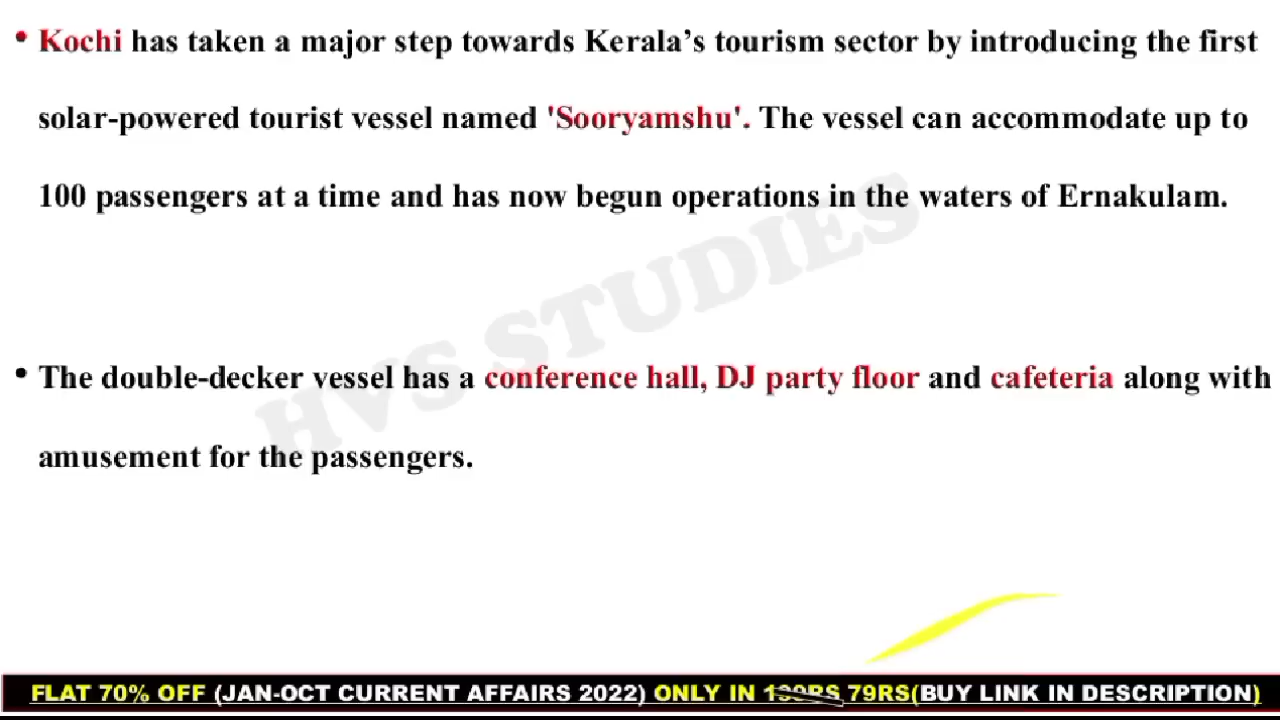 • Kochi has taken a major step towards Kerala's tourism sector by introducing the first
solar-powered tourist vessel named 'Sooryamshu'. The vessel can accommodate up to
100 passengers at a time and has now begun operations in the waters of Ernakulam.
HVS STUDIES
• The double-decker vessel has a conference hall, DJ party floor and cafeteria along with
amusement for the passengers.
FLAT 70% OFF (JAN-OCT CURRENT AFFAIRS 2022) ONLY IN 79RS(BUY LINK IN DESCRIPTION)